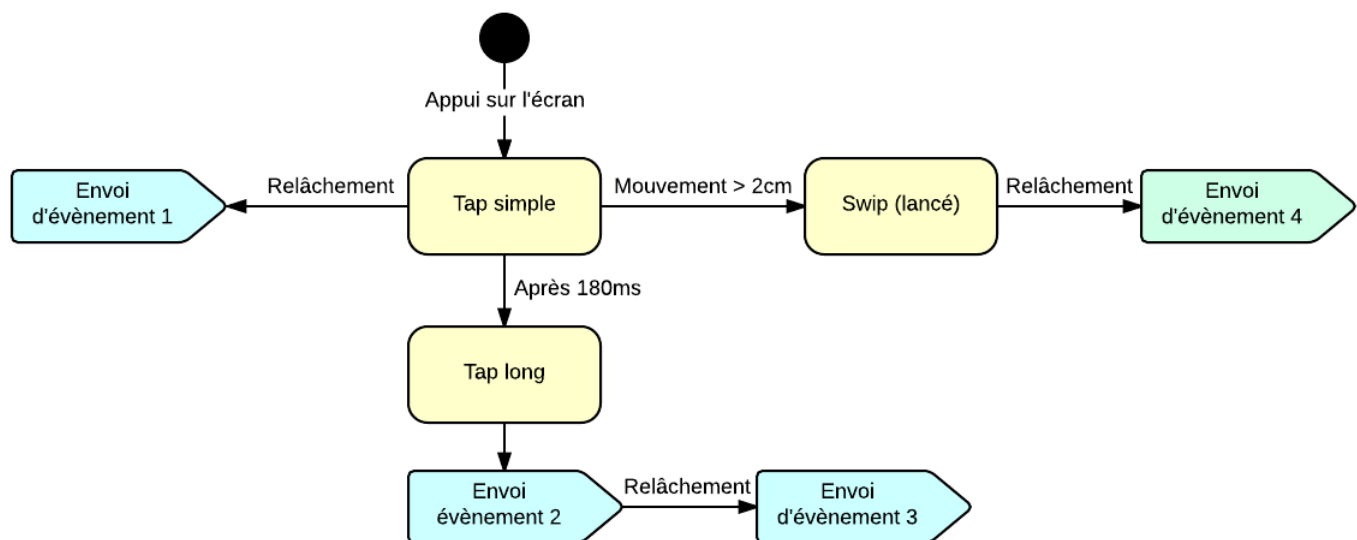 Appui sur l'écran
Envoi
d'évènement 1
Relâchement
Tap simple
Mouvement > 2cm
Swip (lancé)
Relâchement
Envoi
d'évènement 4
Après 180ms
Tap long
Envoi
évènement 2
Relâchement
Envoi
d'évènement 3